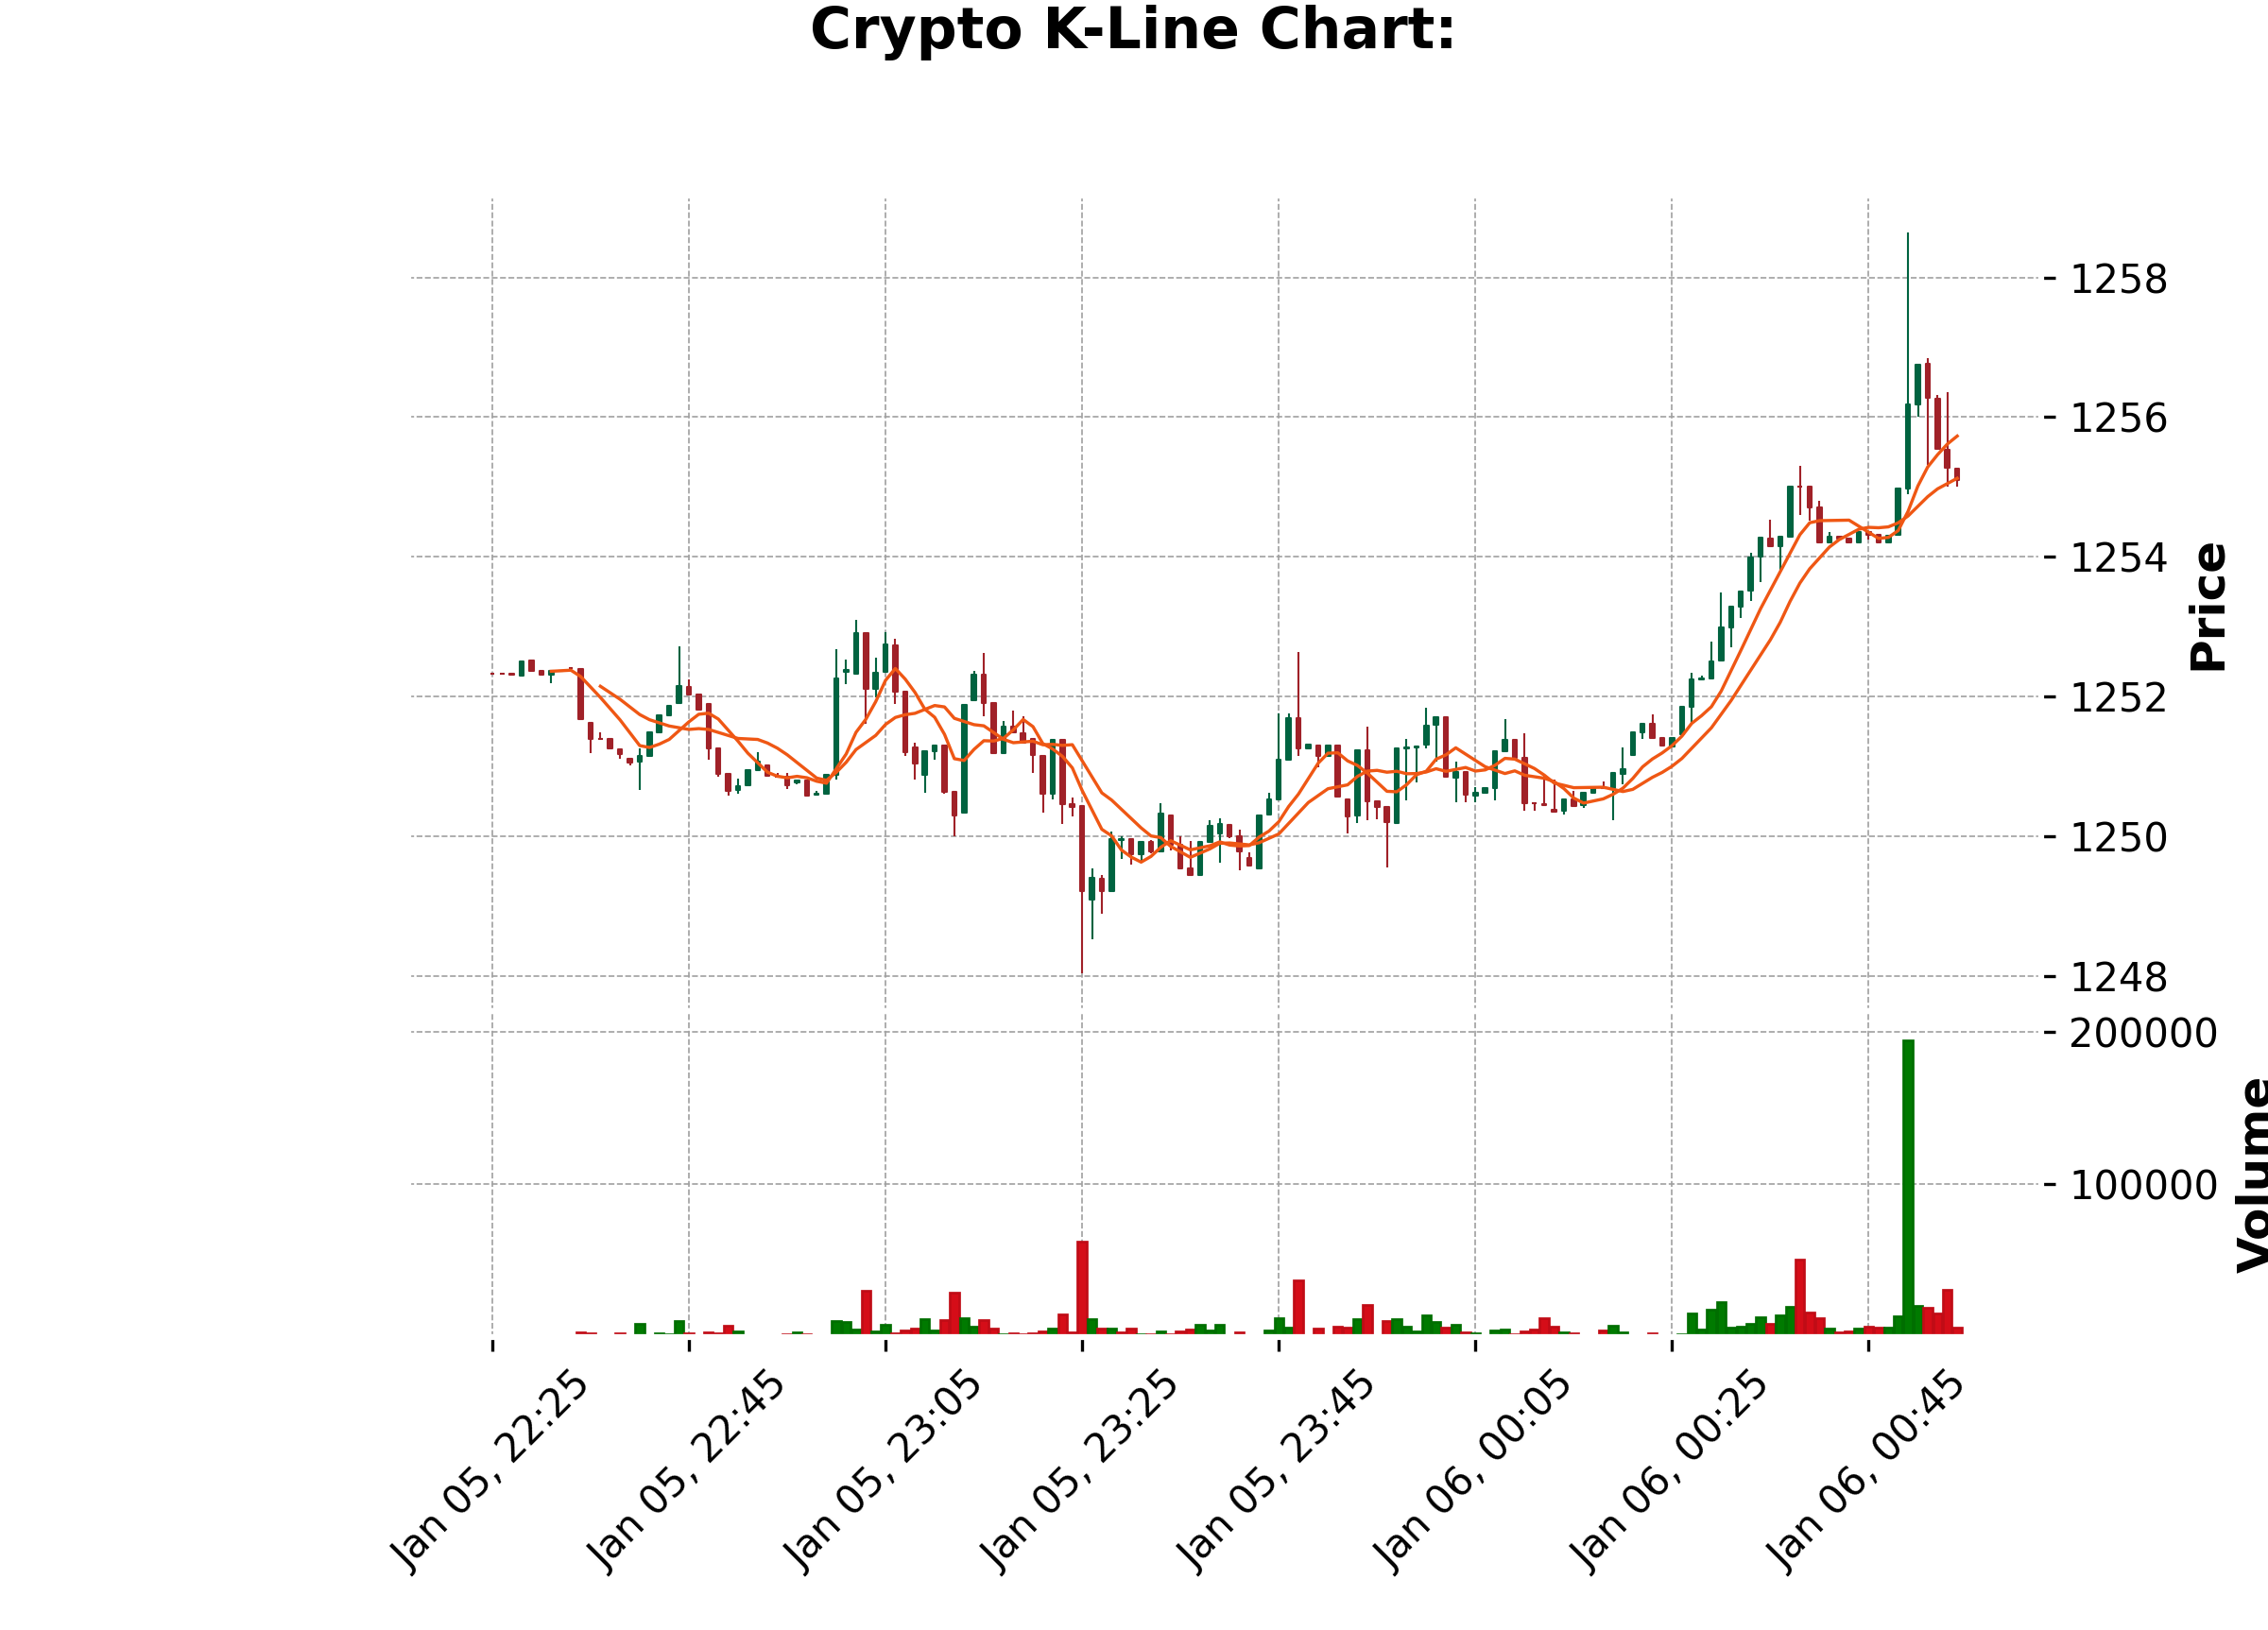 Crypto K-Line Chart:
1258
1256
1254
1252
1250
1248
Price
200000
100000
Volume
Jan 05, 22:25
Jan 05, 22:45
Jan 05, 23:05
Jan 05, 23:25
Jan 05, 23:45
Jan 06, 00:05
Jan 06, 00:25
Jan 06, 00:45